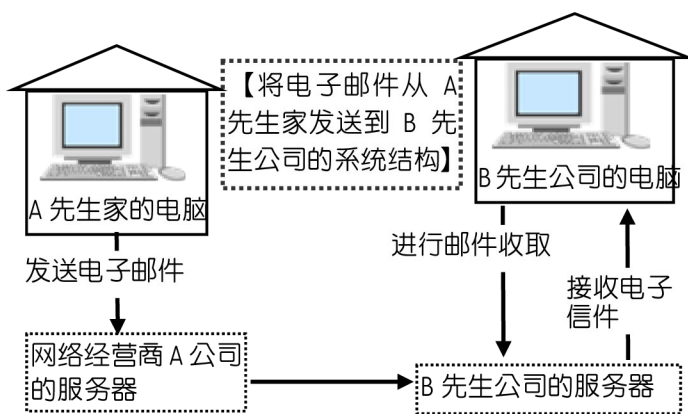 【将电子邮件从 A
先生家发送到 B 先
生公司的系统结构】
A 先生家的电脑
B 先生公司的电脑
发送电子邮件
进行邮件收取
接收电子
信件
网络经营商 A 公司
的服务器
B 先生公司的服务器